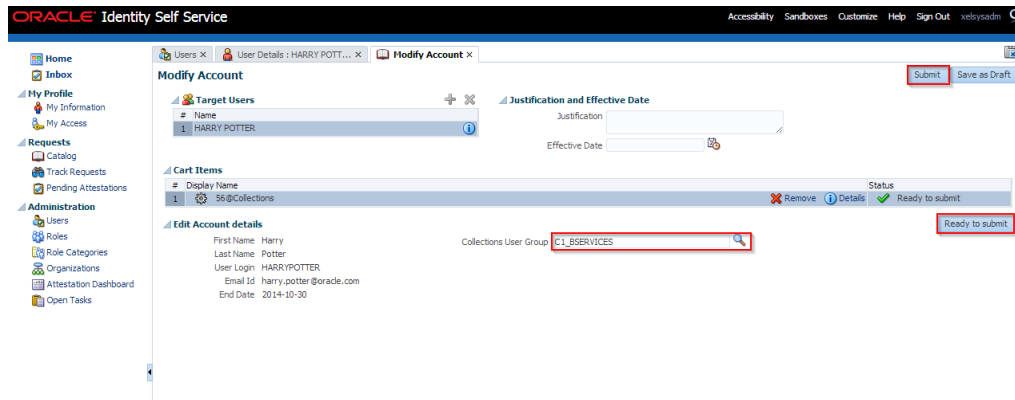 ORACLE Identity Self Service
Accessibility Sandboxes Customize Help Sign Out xelsysadm
Home
Inbox
My Profile
My Information
My Access
Requests
Catalog
Track Requests
Pending Attestations
Administration
Users
Roles
Role Categories
Organizations
Attestation Dashboard
Open Tasks
Users × User Details : HARRY POTT... × Modify Account ×
Modify Account
Submit Save as Draft
Target Users
# Name
1 HARRY POTTER
Justification and Effective Date
Justification
Effective Date
Cart Items
# Display Name Status
1 56@Collections Remove Details Ready to submit
Edit Account details
Ready to submit
First Name Harry
Last Name Potter
User Login HARRYPOTTER
Email Id harry.potter@oracle.com
End Date 2014-10-30
Collections User Group C1_BSERVICES